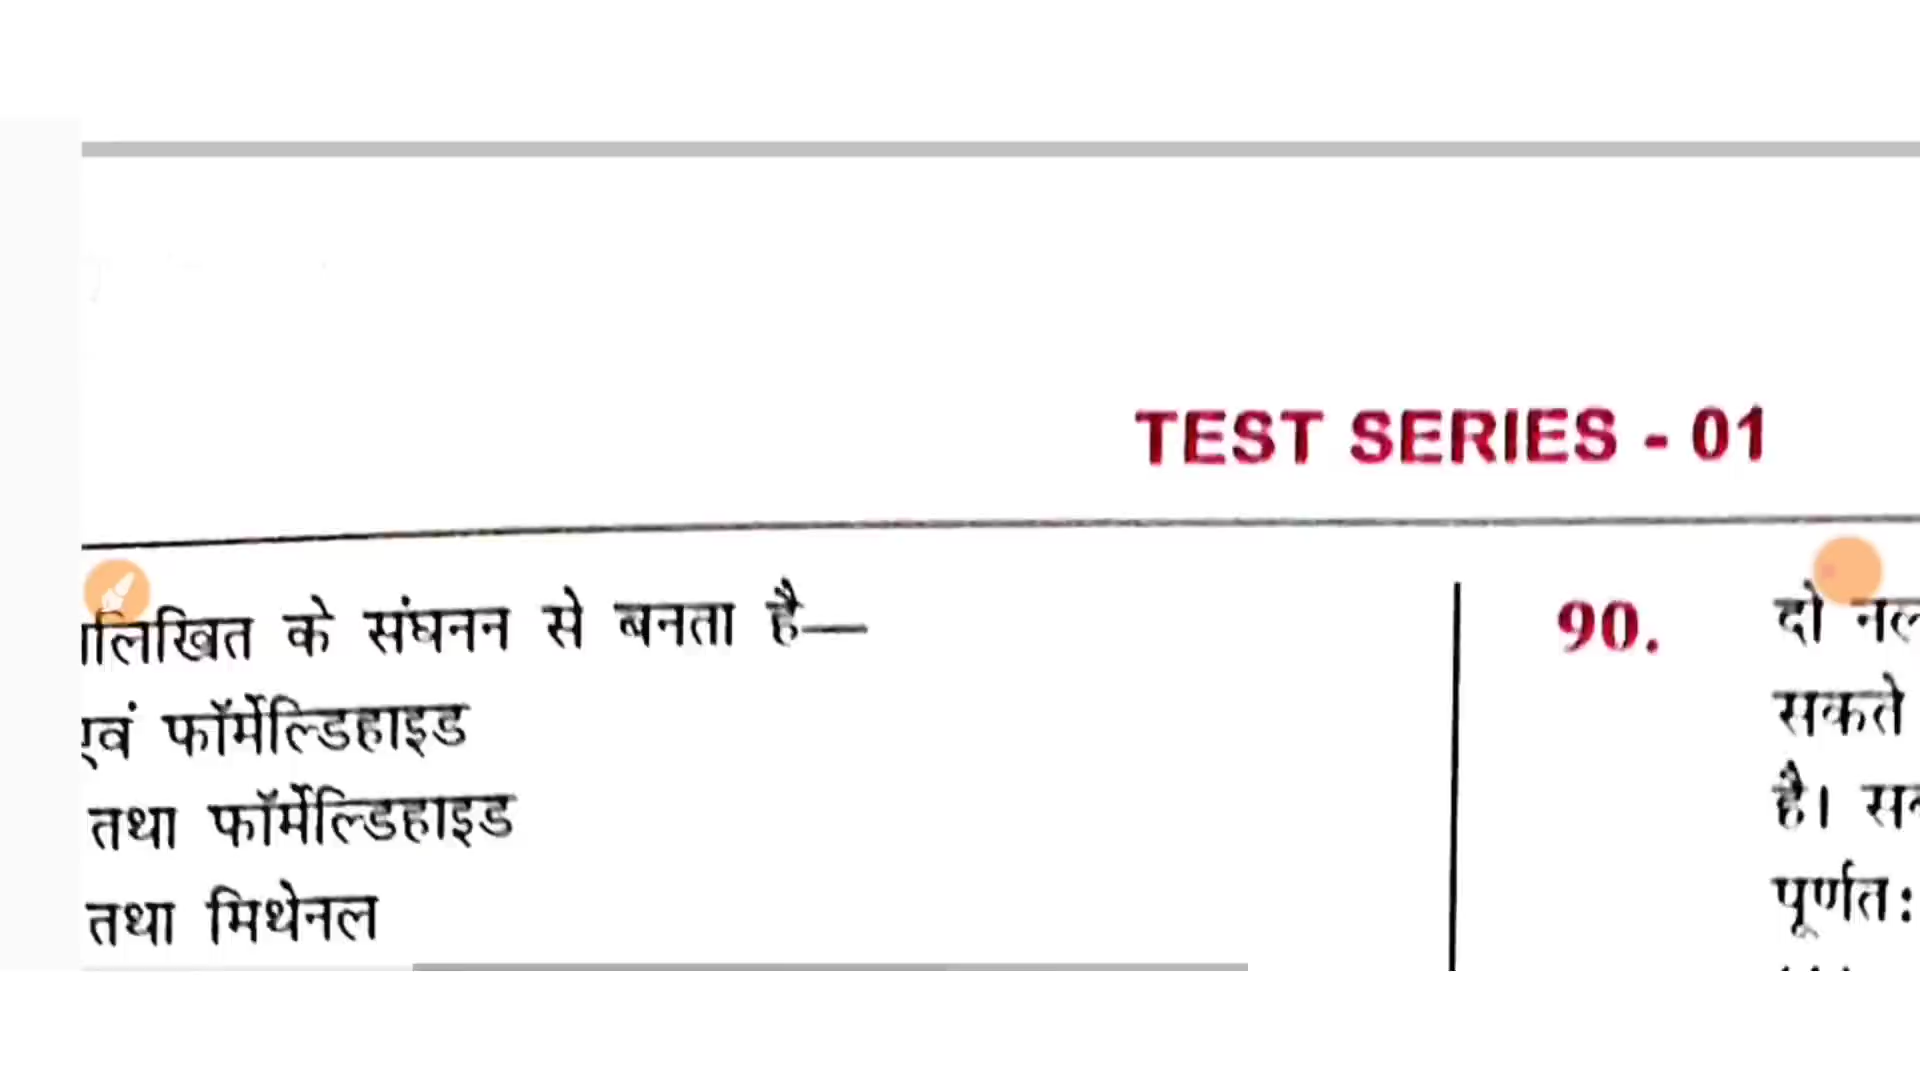 TEST SERIES - 01
के संघनन से बनता है—
एवं फॉर्मेल्डिहाइड
तथा फॉर्मेल्डिहाइड
तथा मिथेनल
90. दो
सकते
है।
पूर्णत: